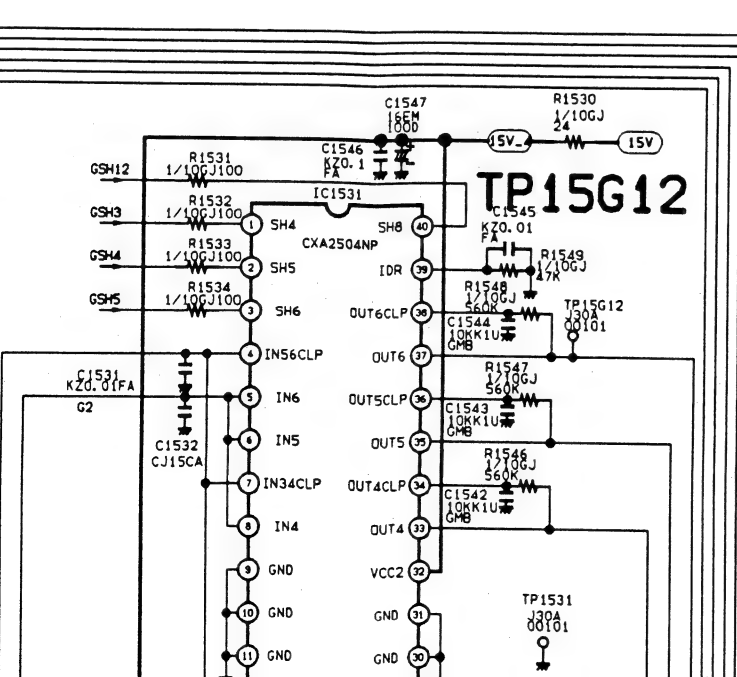 C1547
16EM
100D
R1530
1/10GJ
24
15V
C1546
KZ0.1
FA
GSH12
R1531
1/10GJ100
IC1531
TP15G12
GSH3
R1532
1/10GJ100
1 SH4
SH8 40
C1545
KZ0.01
FA
CXA2504NP
GSH4
R1533
1/10GJ100
2 SH5
IDR 39
R1549
1/10GJ
47K
GSH5
R1534
1/10GJ100
3 SH6
OUT6CLP 38
R1548
1/10GJ
560K
C1544
10KK1U
GMB
TP15G12
J30A
00101
4 IN56CLP
OUT6 37
C1531
KZ0.01FA
G2
5 IN6
OUT5CLP 36
R1547
1/10GJ
560K
C1543
10KK1U
GMB
C1532
CJ15CA
6 IN5
OUT5 35
7 IN34CLP
OUT4CLP 34
R1546
1/10GJ
560K
C1542
10KK1U
GMB
8 IN4
OUT4 33
9 GND
VCC2 32
10 GND
GND 31
TP1531
J30A
00101
11 GND
GND 30